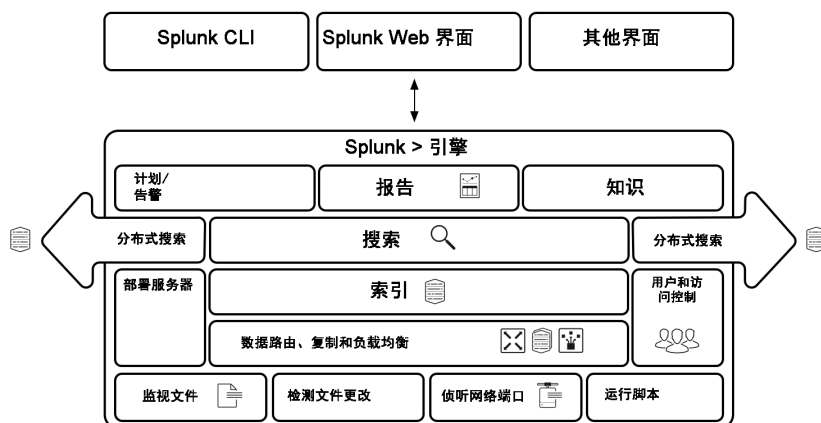 Splunk CLI
Splunk Web 界面
其他界面
Splunk > 引擎
计划/
告警
报告
知识
分布式搜索
搜索
分布式搜索
部署服务器
索引
用户和访
问控制
数据路由、复制和负载均衡
监视文件
检测文件更改
侦听网络端口
运行脚本